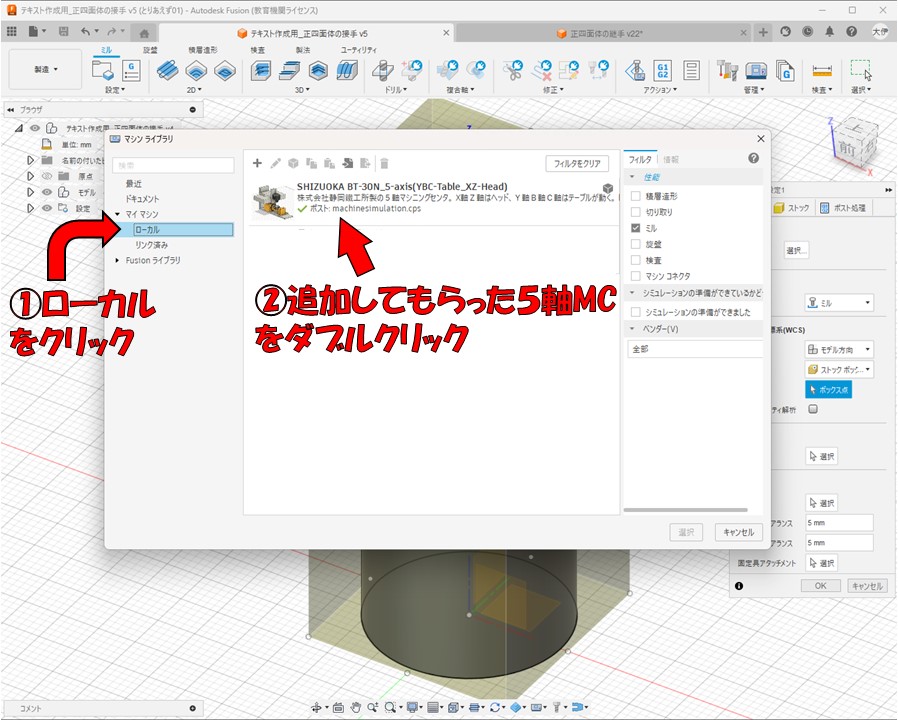 テキスト作成用_正四面体の接手 v5 (とりあえず01) - Autodesk Fusion (教育機関ライセンス)
テキスト作成用_正四面体の接手 v5
正四面体の継手 v22*
大伊
製造
ミル
旋盤
積層造形
検査
製法
ユーティリティ
設定
2D
3D
ドリル
複合軸
修正
アクション
管理
検査
選択
G1
G2
ブラウザ
テキスト作成用_正四面体の接手 v4
単位: mm
名前の付いた
原点
モデル
設定
マシン ライブラリ
検索
最近
ドキュメント
マイ マシン
ローカル
リンク済み
Fusion ライブラリ
フィルタをクリア
SHIZUOKA BT-30N_5-axis(YBC-Table_XZ-Head)
株式会社静岡鐵工所製の５軸マシニングセンタ。X軸Z軸はヘッド、Y軸B軸C軸はテーブルが動く。
ポスト: machinesimulation.cps
フィルタ
情報
性能
積層造形
切り取り
ミル
旋盤
検査
マシン コネクタ
シミュレーションの準備ができているかど
シミュレーションの準備ができました
ベンダー(V)
全部
選択
キャンセル
①ローカル
をクリック
②追加してもらった５軸MC
をダブルクリック
Z
前
X
設定1
ストック
ポスト処理
選択...
ミル
標系(WCS)
モデル方向
ストック ボッ...
ボックス点
ティ解析
選択
選択
アランス
5 mm
アランス
5 mm
固定具アタッチメント
選択
OK
キャンセル
コメント